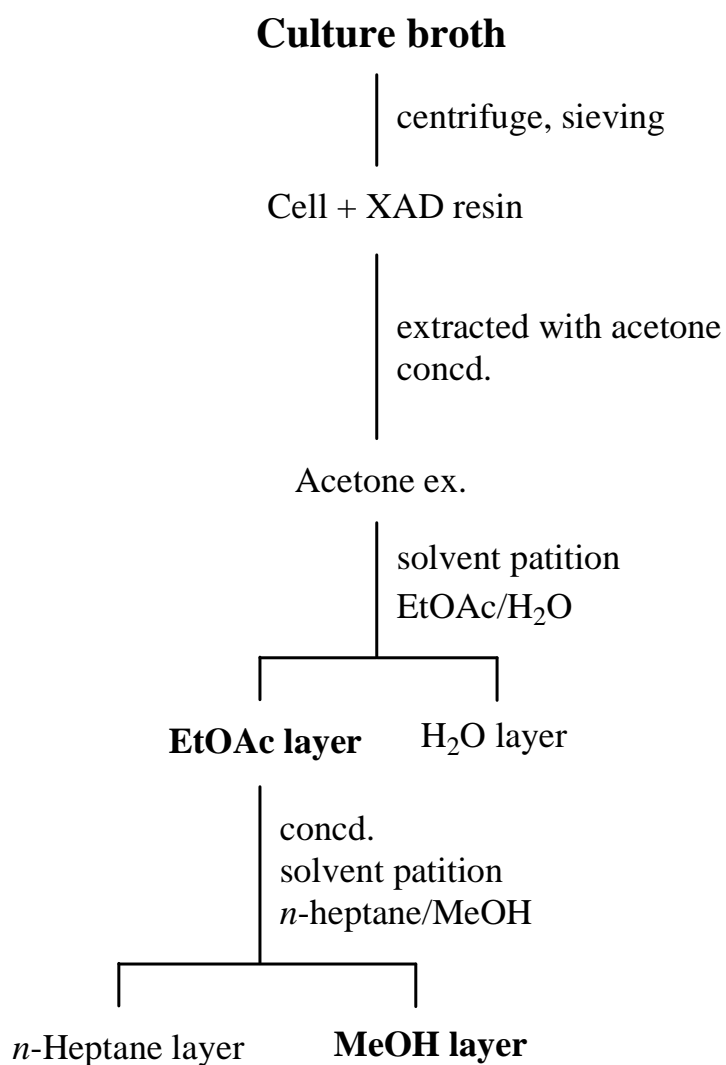 Culture broth
centrifuge, sieving
Cell + XAD resin
extracted with acetone
concd.
Acetone ex.
solvent patition
EtOAc/H₂O
EtOAc layer
H₂O layer
concd.
solvent patition
n-heptane/MeOH
n-Heptane layer
MeOH layer